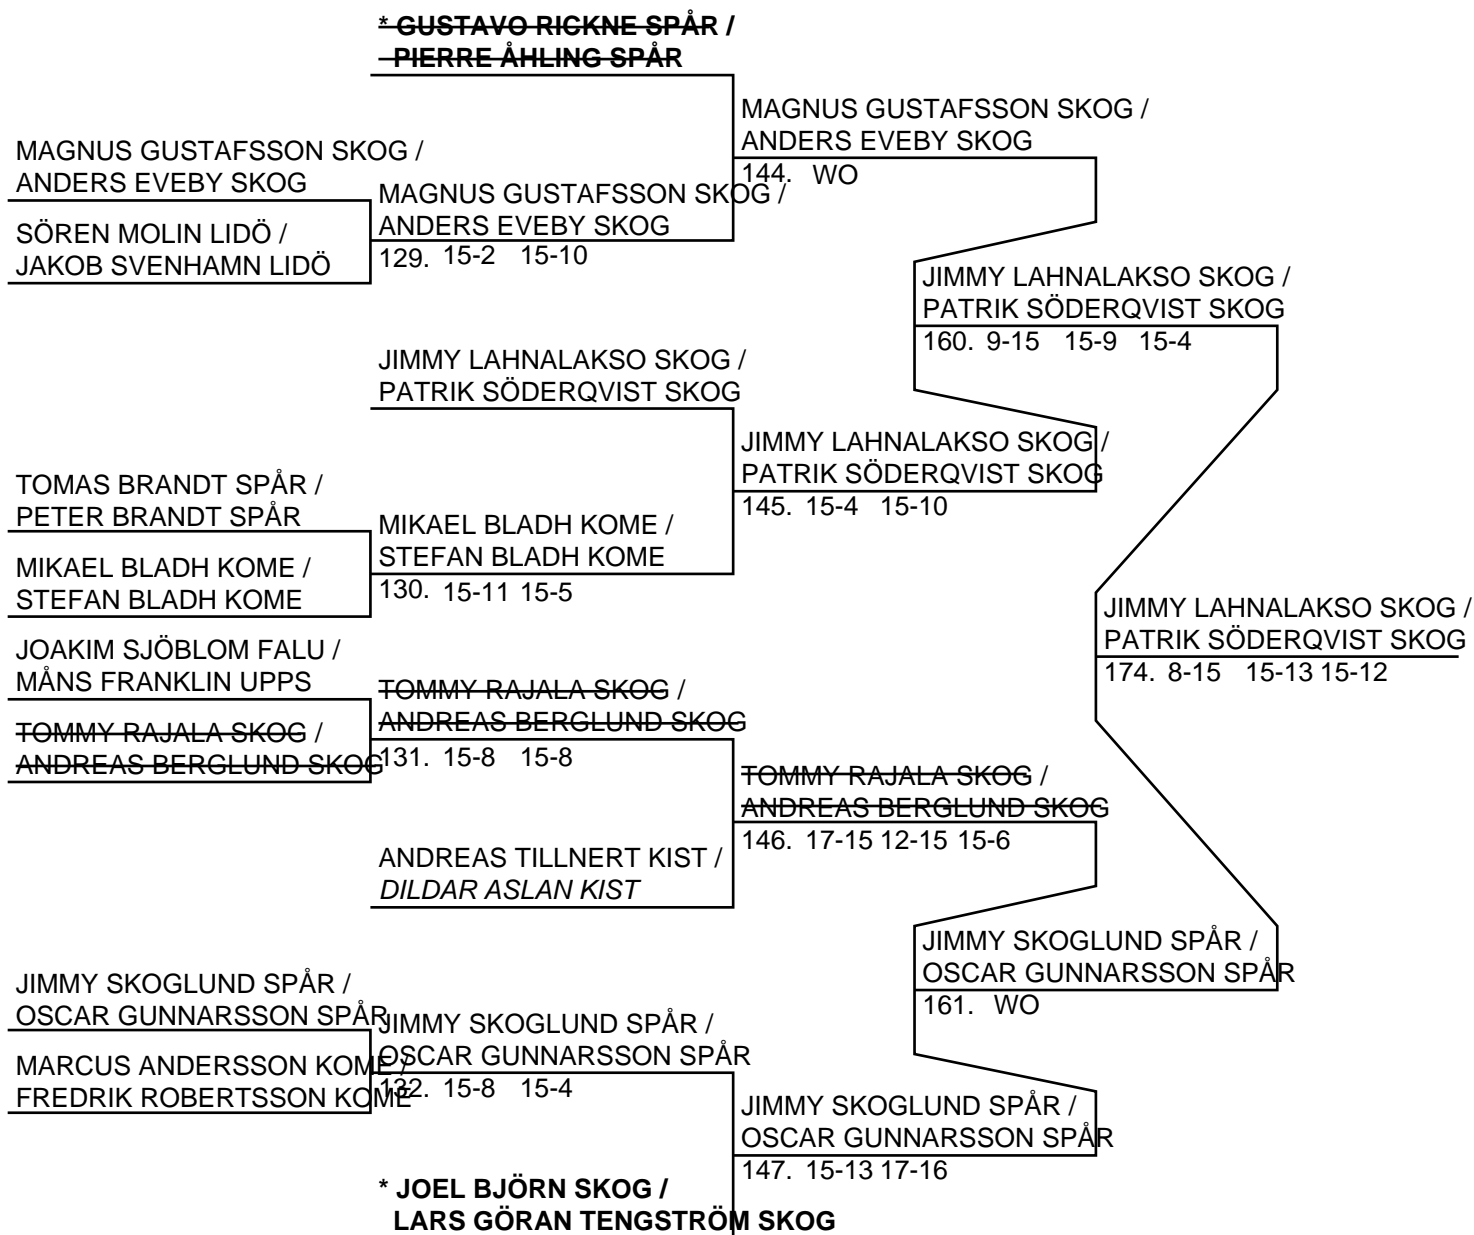 * GUSTAVO RICKNE SPÅR /
PIERRE ÅHLING SPÅR
MAGNUS GUSTAFSSON SKOG /
ANDERS EVEBY SKOG
144. WO
MAGNUS GUSTAFSSON SKOG /
ANDERS EVEBY SKOG
MAGNUS GUSTAFSSON SKOG /
ANDERS EVEBY SKOG
129. 15-2 15-10
SÖREN MOLIN LIDÖ /
JAKOB SVENHAMN LIDÖ
JIMMY LAHNALAKSO SKOG /
PATRIK SÖDERQVIST SKOG
160. 9-15 15-9 15-4
JIMMY LAHNALAKSO SKOG /
PATRIK SÖDERQVIST SKOG
JIMMY LAHNALAKSO SKOG /
PATRIK SÖDERQVIST SKOG
145. 15-4 15-10
TOMAS BRANDT SPÅR /
PETER BRANDT SPÅR
MIKAEL BLADH KOME /
STEFAN BLADH KOME
130. 15-11 15-5
MIKAEL BLADH KOME /
STEFAN BLADH KOME
JIMMY LAHNALAKSO SKOG /
PATRIK SÖDERQVIST SKOG
174. 8-15 15-13 15-12
JOAKIM SJÖBLOM FALU /
MÅNS FRANKLIN UPPS
TOMMY RAJALA SKOG /
ANDREAS BERGLUND SKOG
131. 15-8 15-8
TOMMY RAJALA SKOG /
ANDREAS BERGLUND SKOG
TOMMY RAJALA SKOG /
ANDREAS BERGLUND SKOG
146. 17-15 12-15 15-6
ANDREAS TILLNERT KIST /
DILDAR ASLAN KIST
JIMMY SKOGLUND SPÅR /
OSCAR GUNNARSSON SPÅR
161. WO
JIMMY SKOGLUND SPÅR /
OSCAR GUNNARSSON SPÅR
JIMMY SKOGLUND SPÅR /
OSCAR GUNNARSSON SPÅR
132. 15-8 15-4
MARCUS ANDERSSON KOME /
FREDRIK ROBERTSSON KOME
JIMMY SKOGLUND SPÅR /
OSCAR GUNNARSSON SPÅR
147. 15-13 17-16
* JOEL BJÖRN SKOG /
LARS GÖRAN TENGSTRÖM SKOG